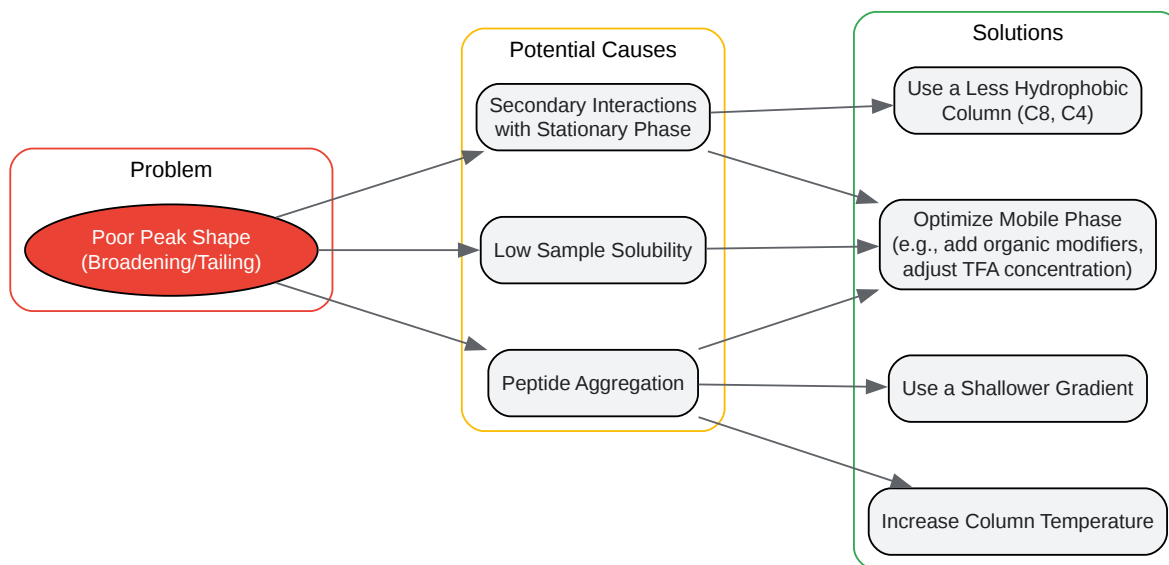 Problem
Poor Peak Shape
(Broadening/Tailing)
Potential Causes
Secondary Interactions
with Stationary Phase
Low Sample Solubility
Peptide Aggregation
Solutions
Use a Less Hydrophobic
Column (C8, C4)
Optimize Mobile Phase
(e.g., add organic modifiers,
adjust TFA concentration)
Use a Shallower Gradient
Increase Column Temperature